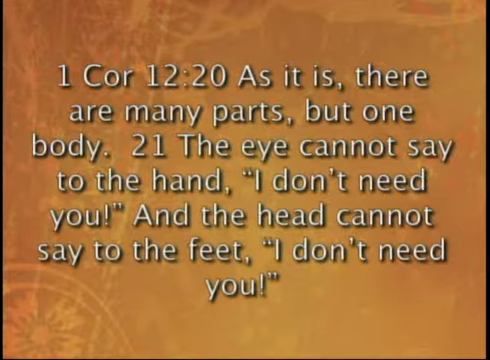 1 Cor 12:20 As it is, there
are many parts, but one
body.  21 The eye cannot say
to the hand, “I don’t need
you!” And the head cannot
say to the feet, “I don’t need
you!”